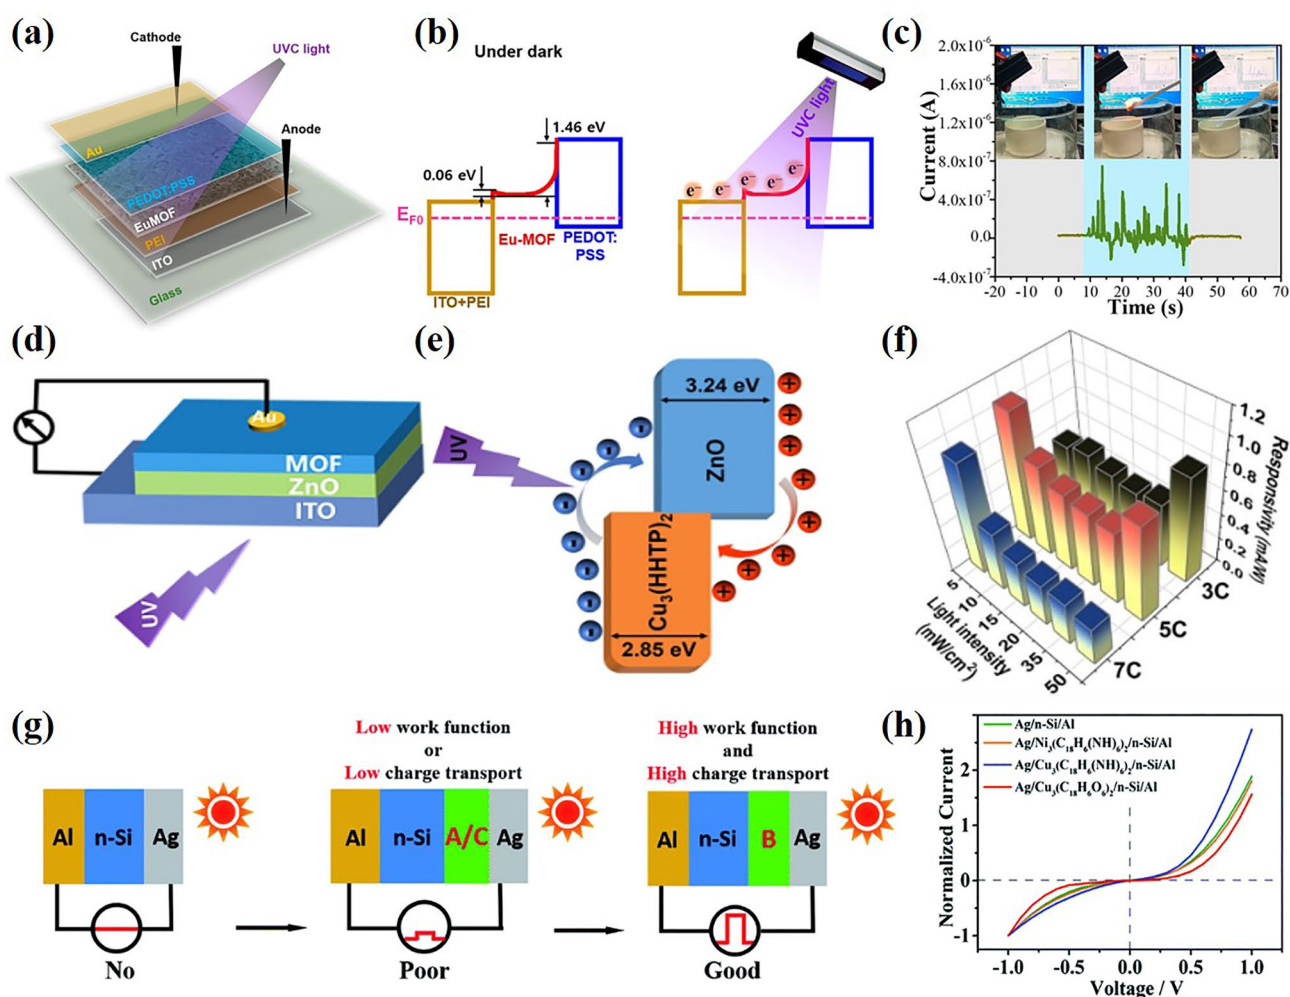 (a)
Cathode
UVC light
Anode
Au
PEDOT:PSS
EuMOF
PEI
ITO
Glass
(b)
Under dark
1.46 eV
0.06 eV
E_F0
Eu-MOF
PEDOT:
PSS
ITO+PEI
UVC light
e⁻ e⁻ e⁻ e⁻ e⁻
(c)
Current (A)
2.0x10⁻⁶
1.6x10⁻⁶
1.2x10⁻⁶
8.0x10⁻⁷
4.0x10⁻⁷
0.0
-4.0x10⁻⁷
-20 -10 0 10 20 30 40 50 60 70
Time (s)
(d)
Au
MOF
ZnO
ITO
UV
(e)
UV
3.24 eV
ZnO
Cu₃(HHTP)₂
2.85 eV
(f)
1.2
1.0
0.8
0.6
0.4
0.2
0.0
Responsivity (mA/W)
3C
5C
7C
5
10
15
20
35
50
Light intensity
(mW/cm²)
(g)
Al n-Si Ag
No
Low work function
or
Low charge transport
Al n-Si A/C Ag
Poor
High work function
and
High charge transport
Al n-Si B Ag
Good
(h)
Ag/n-Si/Al
Ag/Ni₃(C₁₈H₆(NH)₆)₂/n-Si/Al
Ag/Cu₃(C₁₈H₆(NH)₆)₂/n-Si/Al
Ag/Cu₃(C₁₈H₆O₆)₂/n-Si/Al
Normalized Current
2
1
0
-1
-1.0 -0.5 0.0 0.5 1.0
Voltage / V